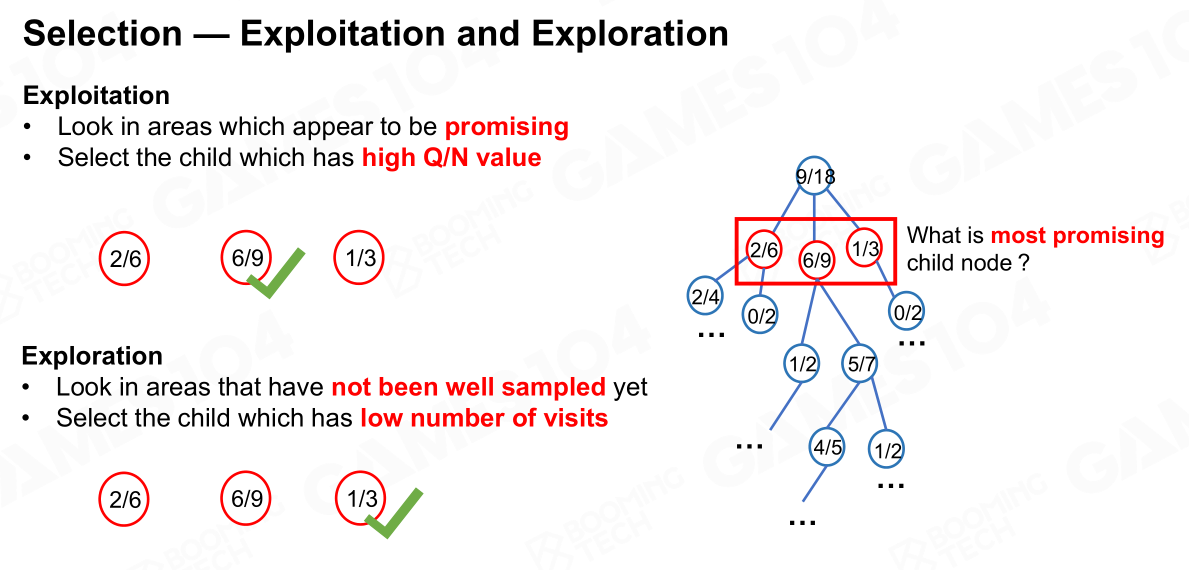 Selection — Exploitation and Exploration
Exploitation
• Look in areas which appear to be promising
• Select the child which has high Q/N value
2/6 6/9 1/3
Exploration
• Look in areas that have not been well sampled yet
• Select the child which has low number of visits
2/6 6/9 1/3
9/18
2/6 6/9 1/3
What is most promising
child node ?
2/4 0/2 0/2
... ...
1/2 5/7
... 4/5 1/2
...
...
GAMES104
BOOMING
TECH